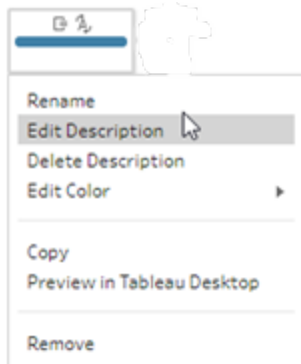 Rename
Edit Description
Delete Description
Edit Color
Copy
Preview in Tableau Desktop
Remove